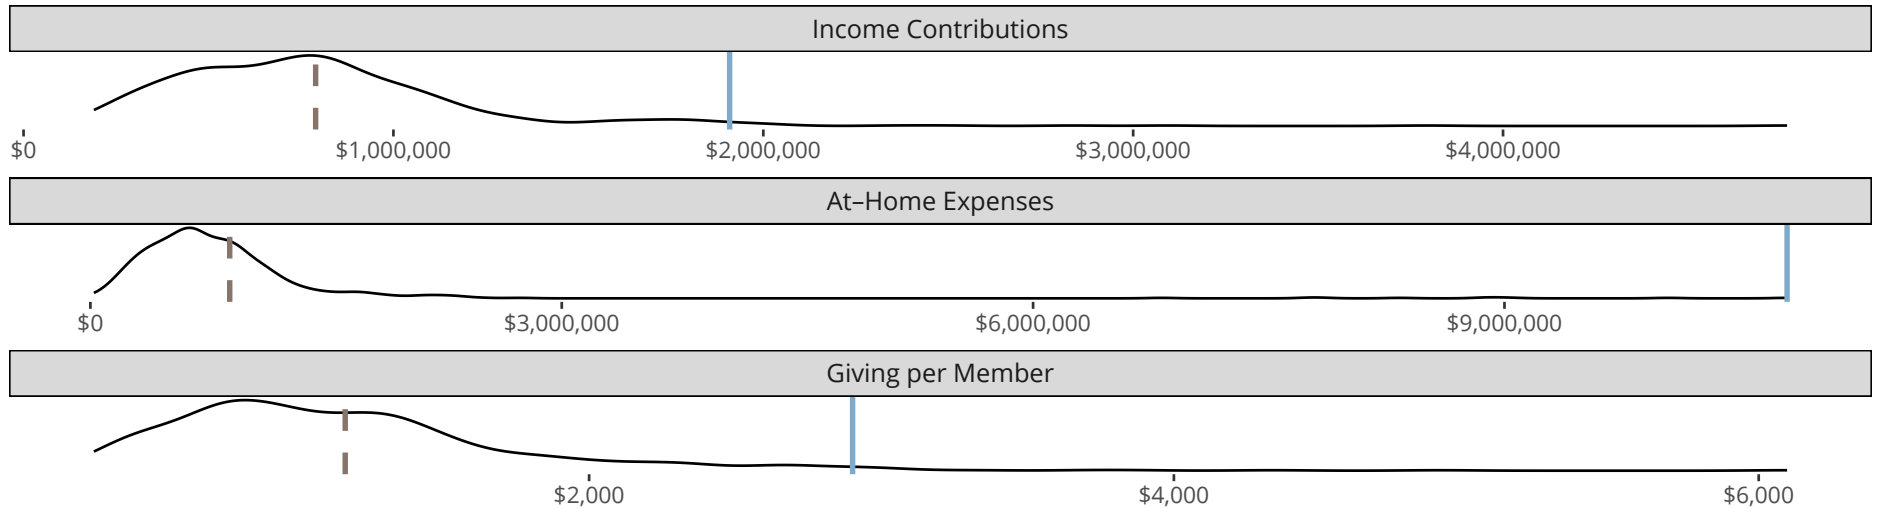 Income Contributions
$0 $1,000,000 $2,000,000 $3,000,000 $4,000,000
At–Home Expenses
$0 $3,000,000 $6,000,000 $9,000,000
Giving per Member
$2,000 $4,000 $6,000